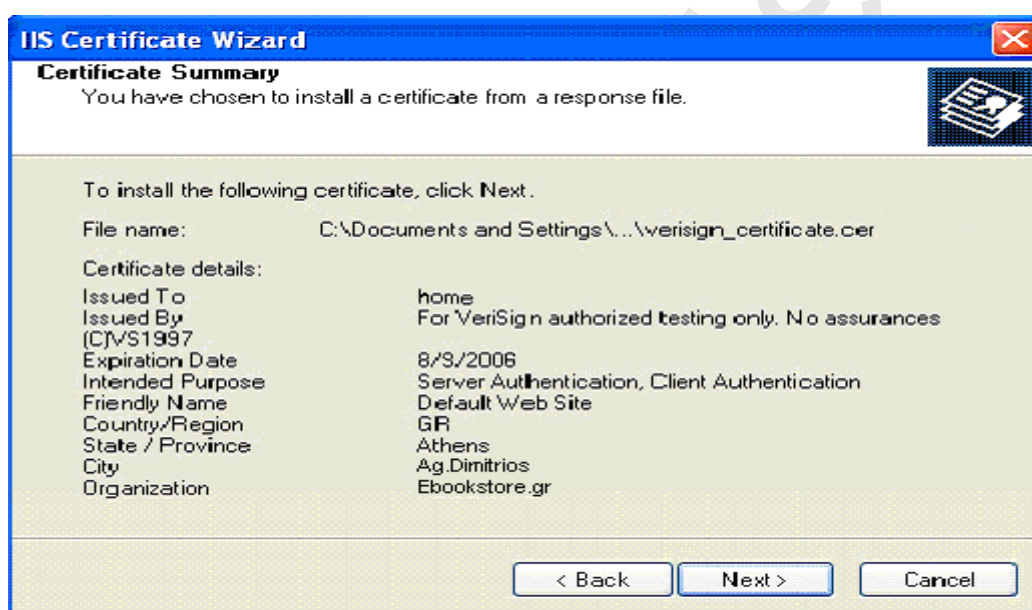 IIS Certificate Wizard
Certificate Summary
You have chosen to install a certificate from a response file.
To install the following certificate, click Next.
File name: C:\Documents and Settings\...\verisign_certificate.cer
Certificate details:
Issued To home
Issued By For VeriSign authorized testing only. No assurances
(C)VS1997
Expiration Date 8/9/2006
Intended Purpose Server Authentication, Client Authentication
Friendly Name Default Web Site
Country/Region GR
State / Province Athens
City Ag.Dimitrios
Organization Ebookstore.gr
< Back Next > Cancel